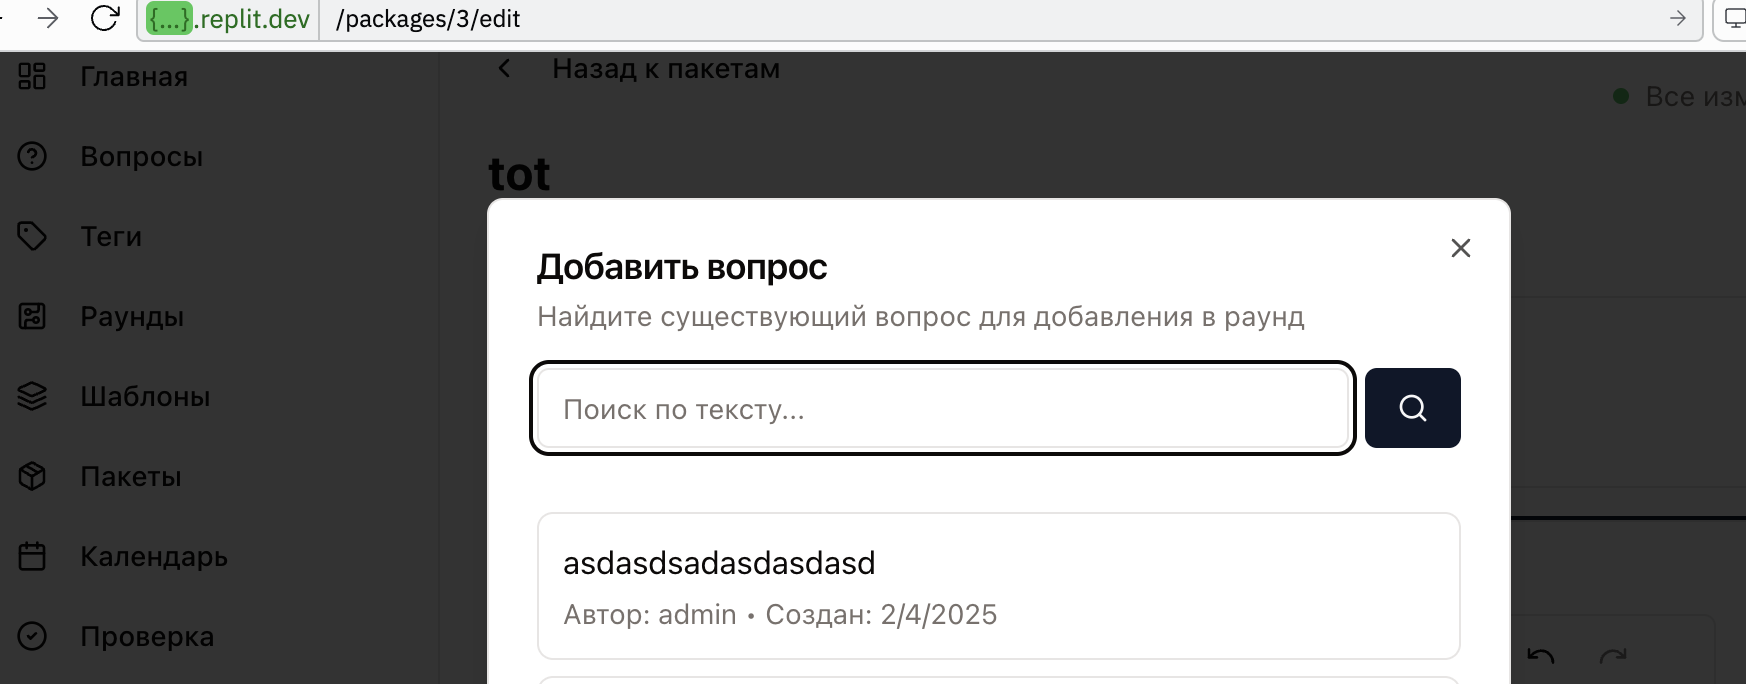 {...}.replit.dev /packages/3/edit
Главная
Вопросы
Теги
Раунды
Шаблоны
Пакеты
Календарь
Проверка
Назад к пакетам
Все изм
tot
Добавить вопрос
Найдите существующий вопрос для добавления в раунд
Поиск по тексту...
asdasdsadasdasdasd
Автор: admin • Создан: 2/4/2025